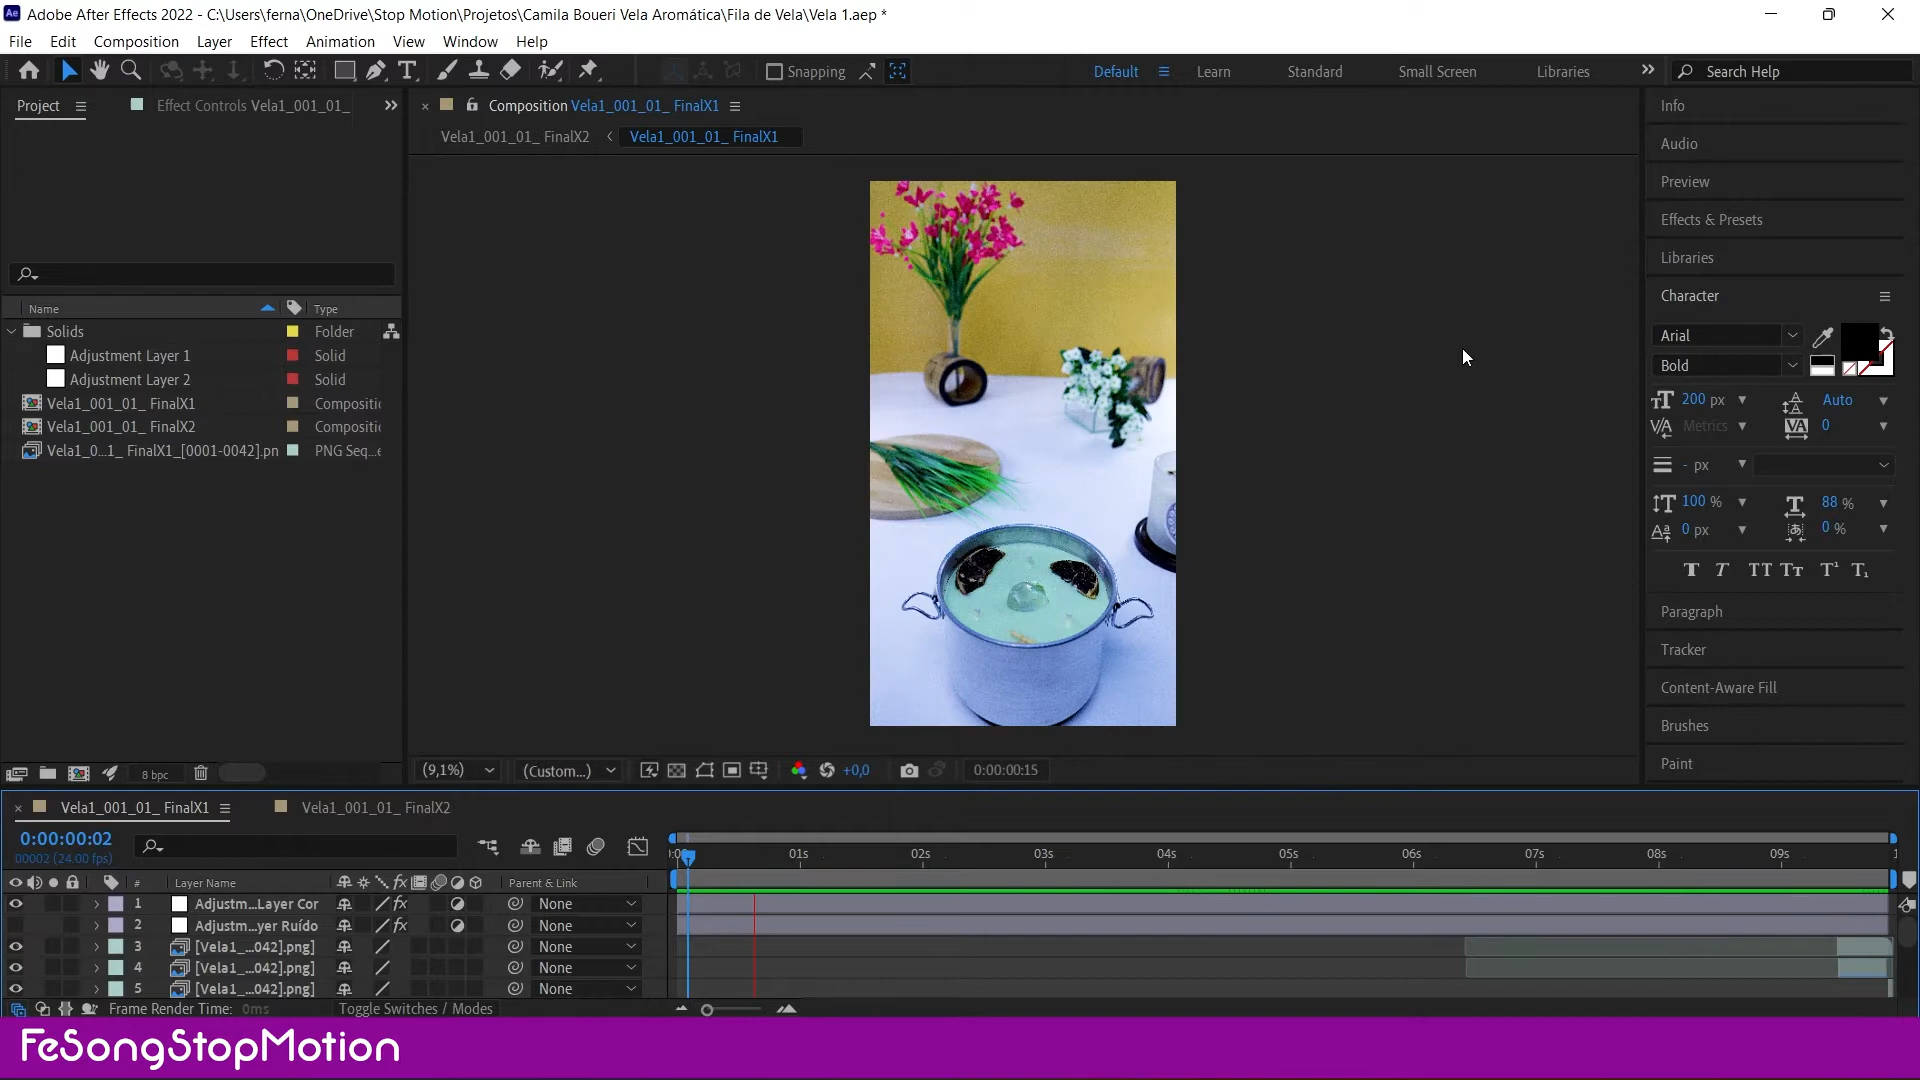 Adobe After Effects 2022 - C:\Users\ferna\OneDrive\Stop Motion\Projetos\Camila Boueri Vela Aromática\Fila de Vela\Vela 1.aep *
File Edit Composition Layer Effect Animation View Window Help
Snapping
Default Learn Standard Small Screen Libraries
Search Help
Project
Effect Controls Vela1_001_01_
Composition Vela1_001_01_ FinalX1
Vela1_001_01_ FinalX2 < Vela1_001_01_ FinalX1
Name Type
Solids Folder
Adjustment Layer 1 Solid
Adjustment Layer 2 Solid
Vela1_001_01_ FinalX1 Compositic
Vela1_001_01_ FinalX2 Compositic
Vela1_0...1_ FinalX1_[0001-0042].pn PNG Seq...e
8 bpc
(9,1%) (Custom...) +0,0 0:00:00:15
Info
Audio
Preview
Effects & Presets
Libraries
Character
Arial
Bold
200 px Auto
Metrics 0
- px
100 % 88 %
0 px 0 %
Paragraph
Tracker
Content-Aware Fill
Brushes
Paint
Vela1_001_01_ FinalX1 Vela1_001_01_ FinalX2
0:00:00:02
00002 (24.00 fps)
01s 02s 03s 04s 05s 06s 07s 08s 09s
# Layer Name Parent & Link
1 Adjustm...Layer Cor None
2 Adjustm...yer Ruído None
3 [Vela1_...042].png] None
4 [Vela1_...042].png] None
5 [Vela1_...042].png] None
Frame Render Time: 0ms Toggle Switches / Modes
FeSongStopMotion